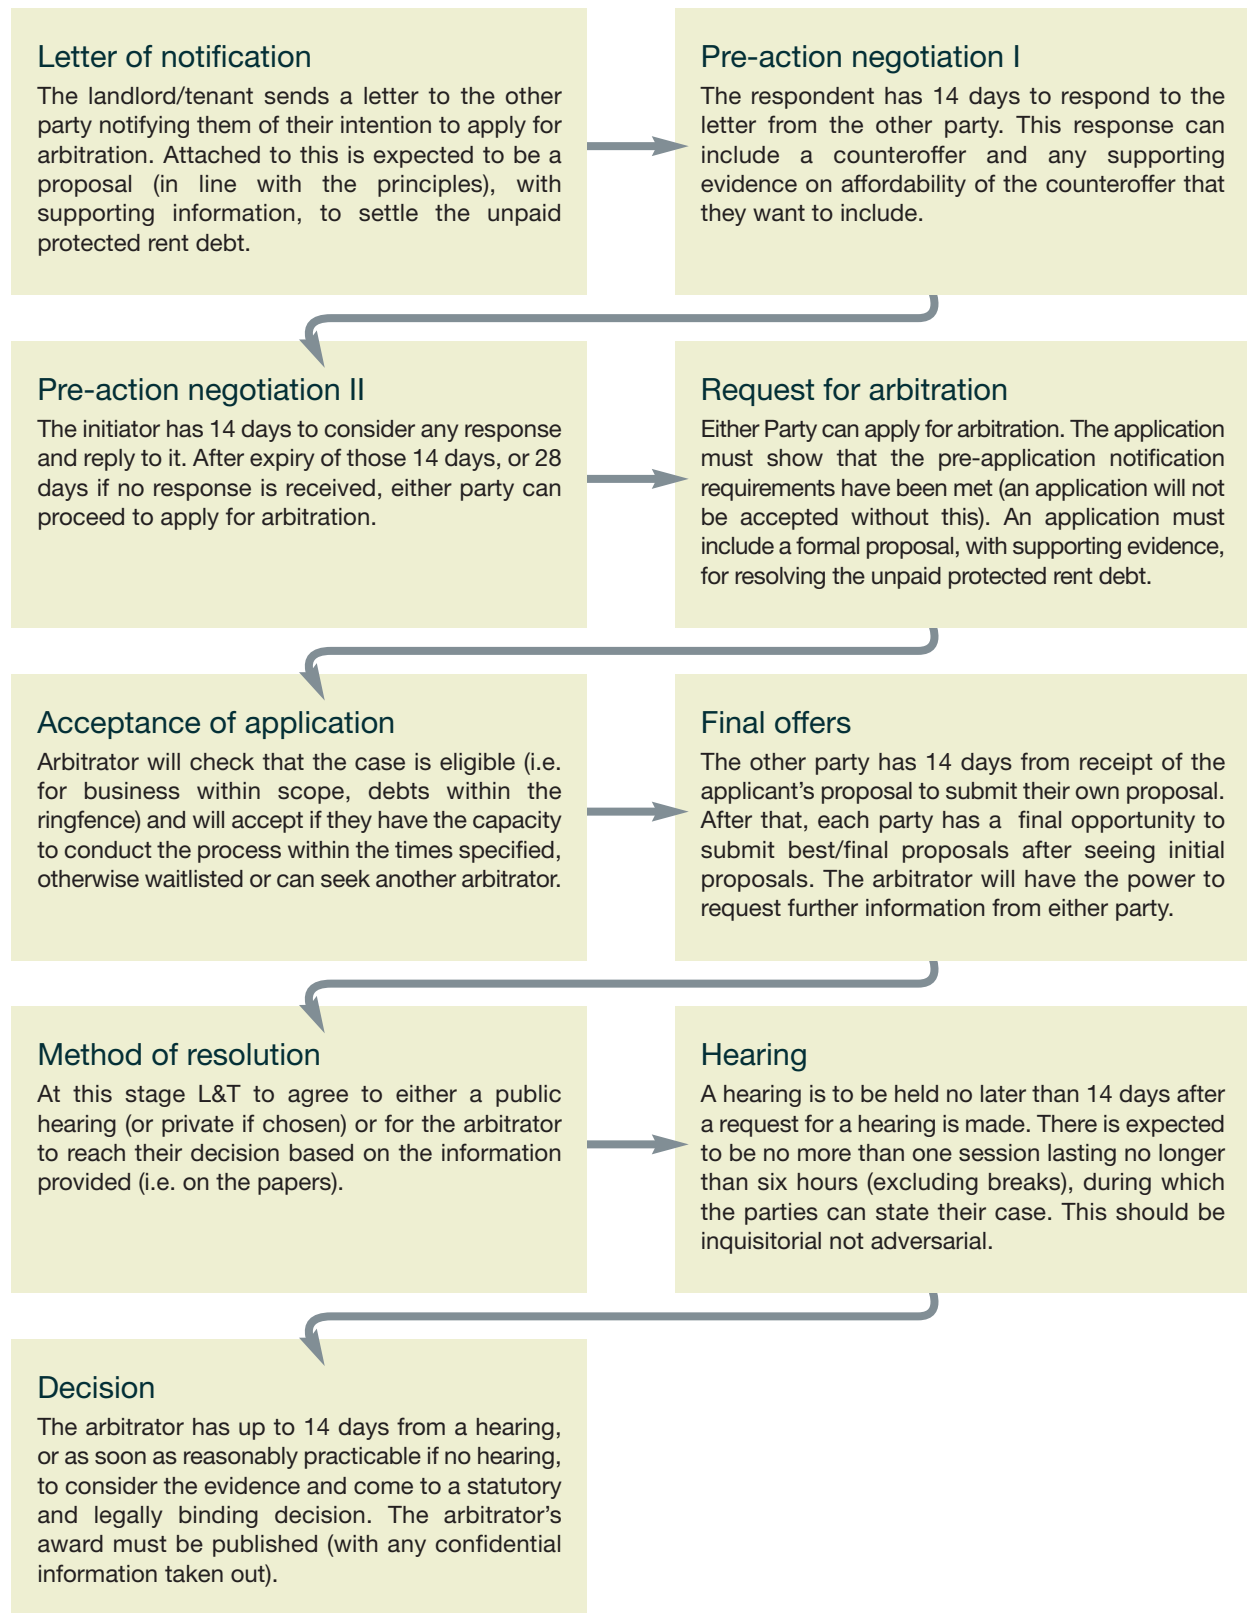 Letter of notification
The landlord/tenant sends a letter to the other
party notifying them of their intention to apply for
arbitration. Attached to this is expected to be a
proposal (in line with the principles), with
supporting information, to settle the unpaid
protected rent debt.
Pre-action negotiation I
The respondent has 14 days to respond to the
letter from the other party. This response can
include a counteroffer and any supporting
evidence on affordability of the counteroffer that
they want to include.
Pre-action negotiation II
The initiator has 14 days to consider any response
and reply to it. After expiry of those 14 days, or 28
days if no response is received, either party can
proceed to apply for arbitration.
Request for arbitration
Either Party can apply for arbitration. The application
must show that the pre-application notification
requirements have been met (an application will not
be accepted without this). An application must
include a formal proposal, with supporting evidence,
for resolving the unpaid protected rent debt.
Acceptance of application
Arbitrator will check that the case is eligible (i.e.
for business within scope, debts within the
ringfence) and will accept if they have the capacity
to conduct the process within the times specified,
otherwise waitlisted or can seek another arbitrator.
Final offers
The other party has 14 days from receipt of the
applicant's proposal to submit their own proposal.
After that, each party has a final opportunity to
submit best/final proposals after seeing initial
proposals. The arbitrator will have the power to
request further information from either party.
Method of resolution
At this stage L&T to agree to either a public
hearing (or private if chosen) or for the arbitrator
to reach their decision based on the information
provided (i.e. on the papers).
Hearing
A hearing is to be held no later than 14 days after
a request for a hearing is made. There is expected
to be no more than one session lasting no longer
than six hours (excluding breaks), during which
the parties can state their case. This should be
inquisitorial not adversarial.
Decision
The arbitrator has up to 14 days from a hearing,
or as soon as reasonably practicable if no hearing,
to consider the evidence and come to a statutory
and legally binding decision. The arbitrator's
award must be published (with any confidential
information taken out).